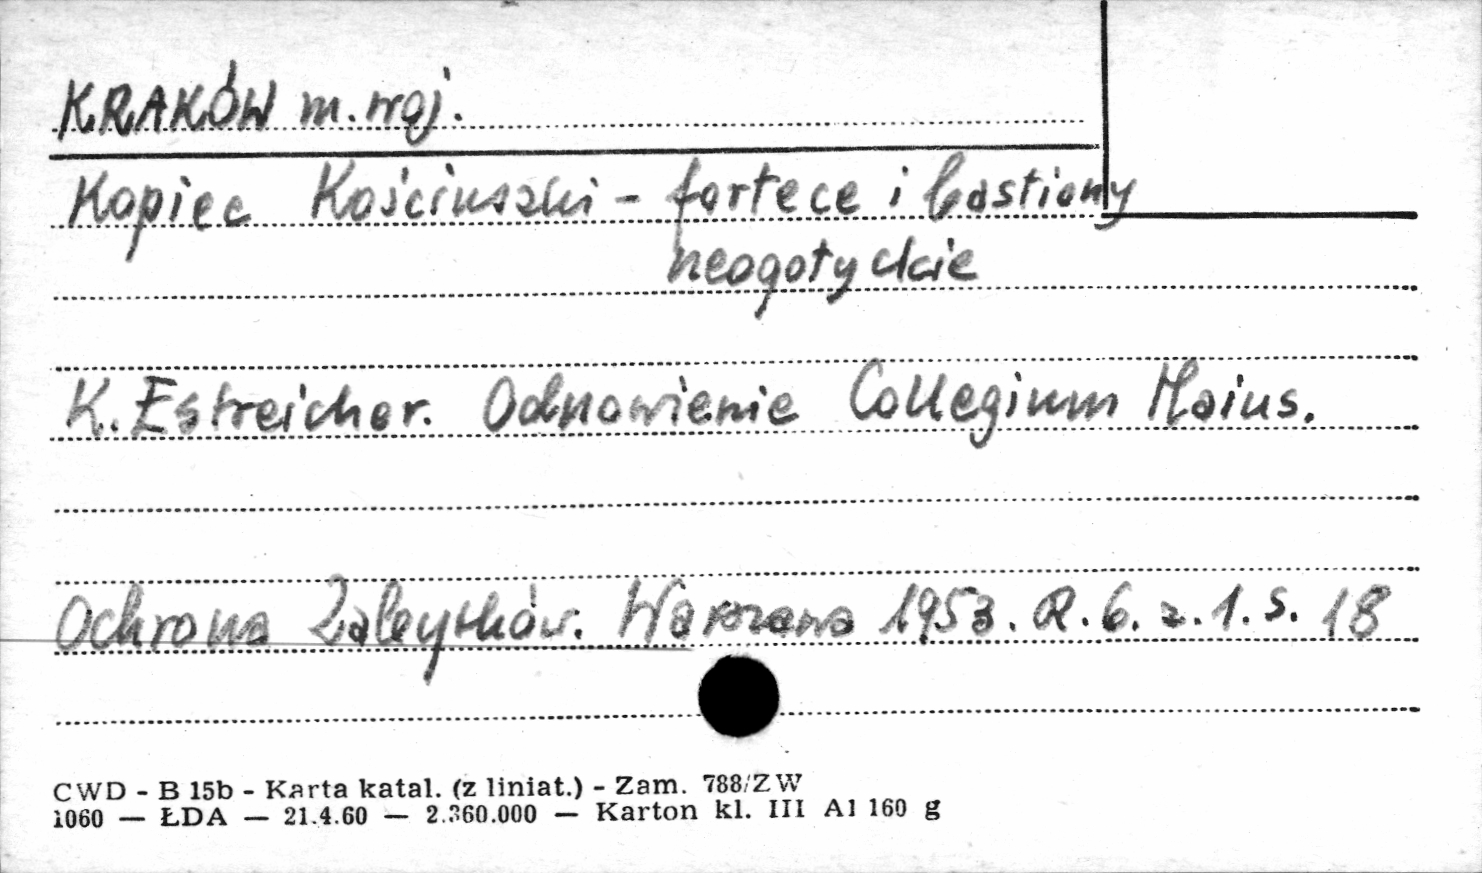 KRAKÓW m. woj.
Kopiec Kościuszki - fortece i bastiony
neogotyckie
K. Estreicher. Odnowienie Collegium Maius.
Ochrona Zabytków. Warszawa 1953. R. 6. z. 1. s. 18
CWD - B 15b - Karta katal. (z liniat.) - Zam. 788/ZW
1060 — ŁDA — 21.4.60 — 2.360.000 — Karton kl. III A1 160 g